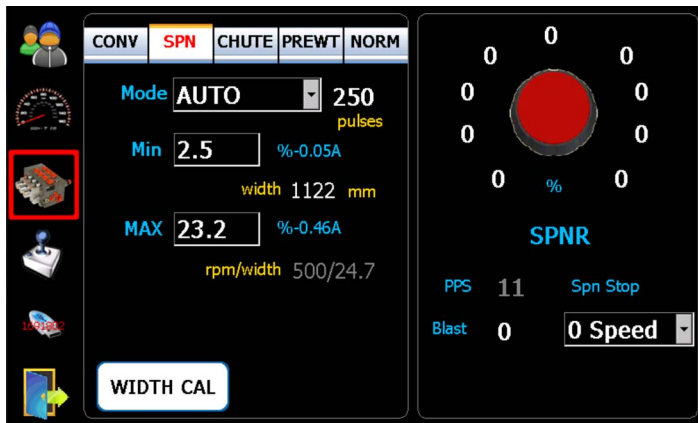 CONV SPN CHUTE PREWT NORM
Mode AUTO 250
pulses
Min 2.5 %-0.05A
width 1122 mm
MAX 23.2 %-0.46A
rpm/width 500/24.7
WIDTH CAL
0
0 0
0 0
0 0
0 % 0
SPNR
PPS 11 Spn Stop
Blast 0 0 Speed